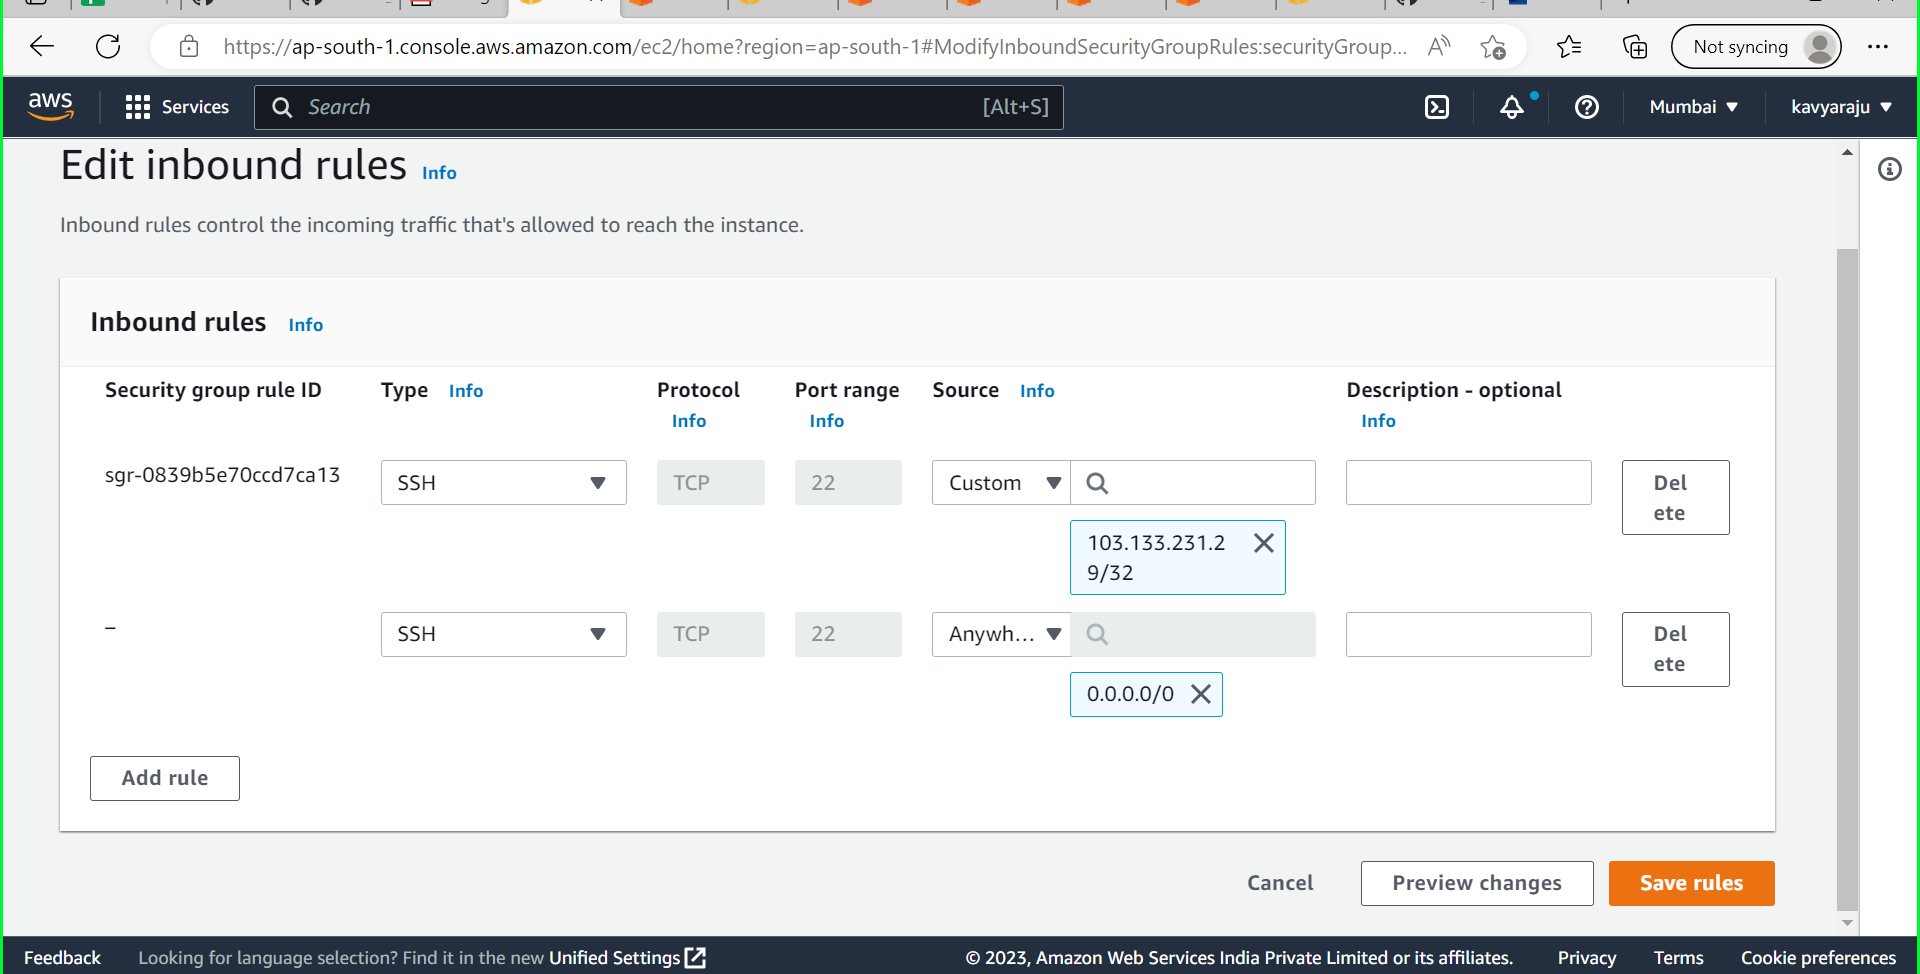 https://ap-south-1.console.aws.amazon.com/ec2/home?region=ap-south-1#ModifyInboundSecurityGroupRules:securityGroup...
Not syncing
aws
Services
Search
[Alt+S]
Mumbai
kavyaraju
Edit inbound rules Info
Inbound rules control the incoming traffic that's allowed to reach the instance.
Inbound rules Info
Security group rule ID
Type Info
Protocol
Info
Port range
Info
Source Info
Description - optional
Info
sgr-0839b5e70ccd7ca13
SSH
TCP
22
Custom
Del
ete
103.133.231.2
9/32
–
SSH
TCP
22
Anywh...
Del
ete
0.0.0.0/0
Add rule
Cancel
Preview changes
Save rules
Feedback
Looking for language selection? Find it in the new Unified Settings
© 2023, Amazon Web Services India Private Limited or its affiliates.
Privacy
Terms
Cookie preferences